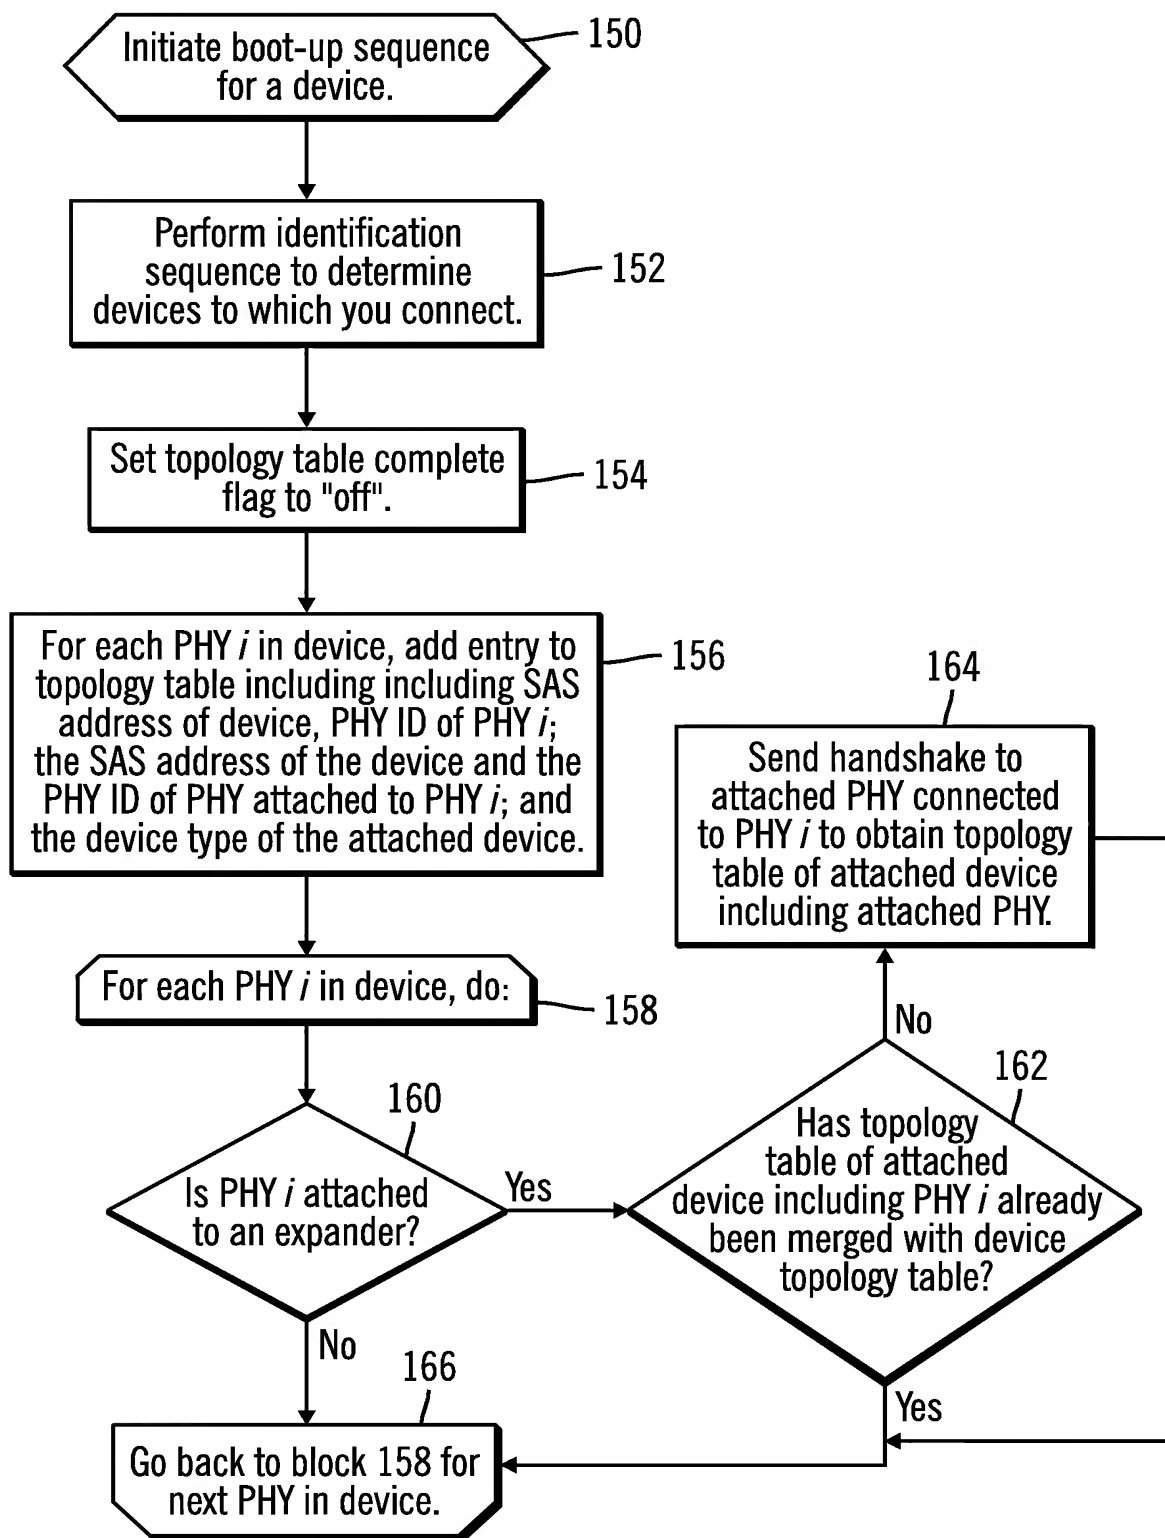 Initiate boot-up sequence
for a device.
150
Perform identification
sequence to determine
devices to which you connect.
152
Set topology table complete
flag to "off".
154
For each PHY i in device, add entry to
topology table including including SAS
address of device, PHY ID of PHY i;
the SAS address of the device and the
PHY ID of PHY attached to PHY i; and
the device type of the attached device.
156
164
Send handshake to
attached PHY connected
to PHY i to obtain topology
table of attached device
including attached PHY.
For each PHY i in device, do:
158
No
160
Is PHY i attached
to an expander?
Yes
162
Has topology
table of attached
device including PHY i already
been merged with device
topology table?
No
Yes
166
Go back to block 158 for
next PHY in device.